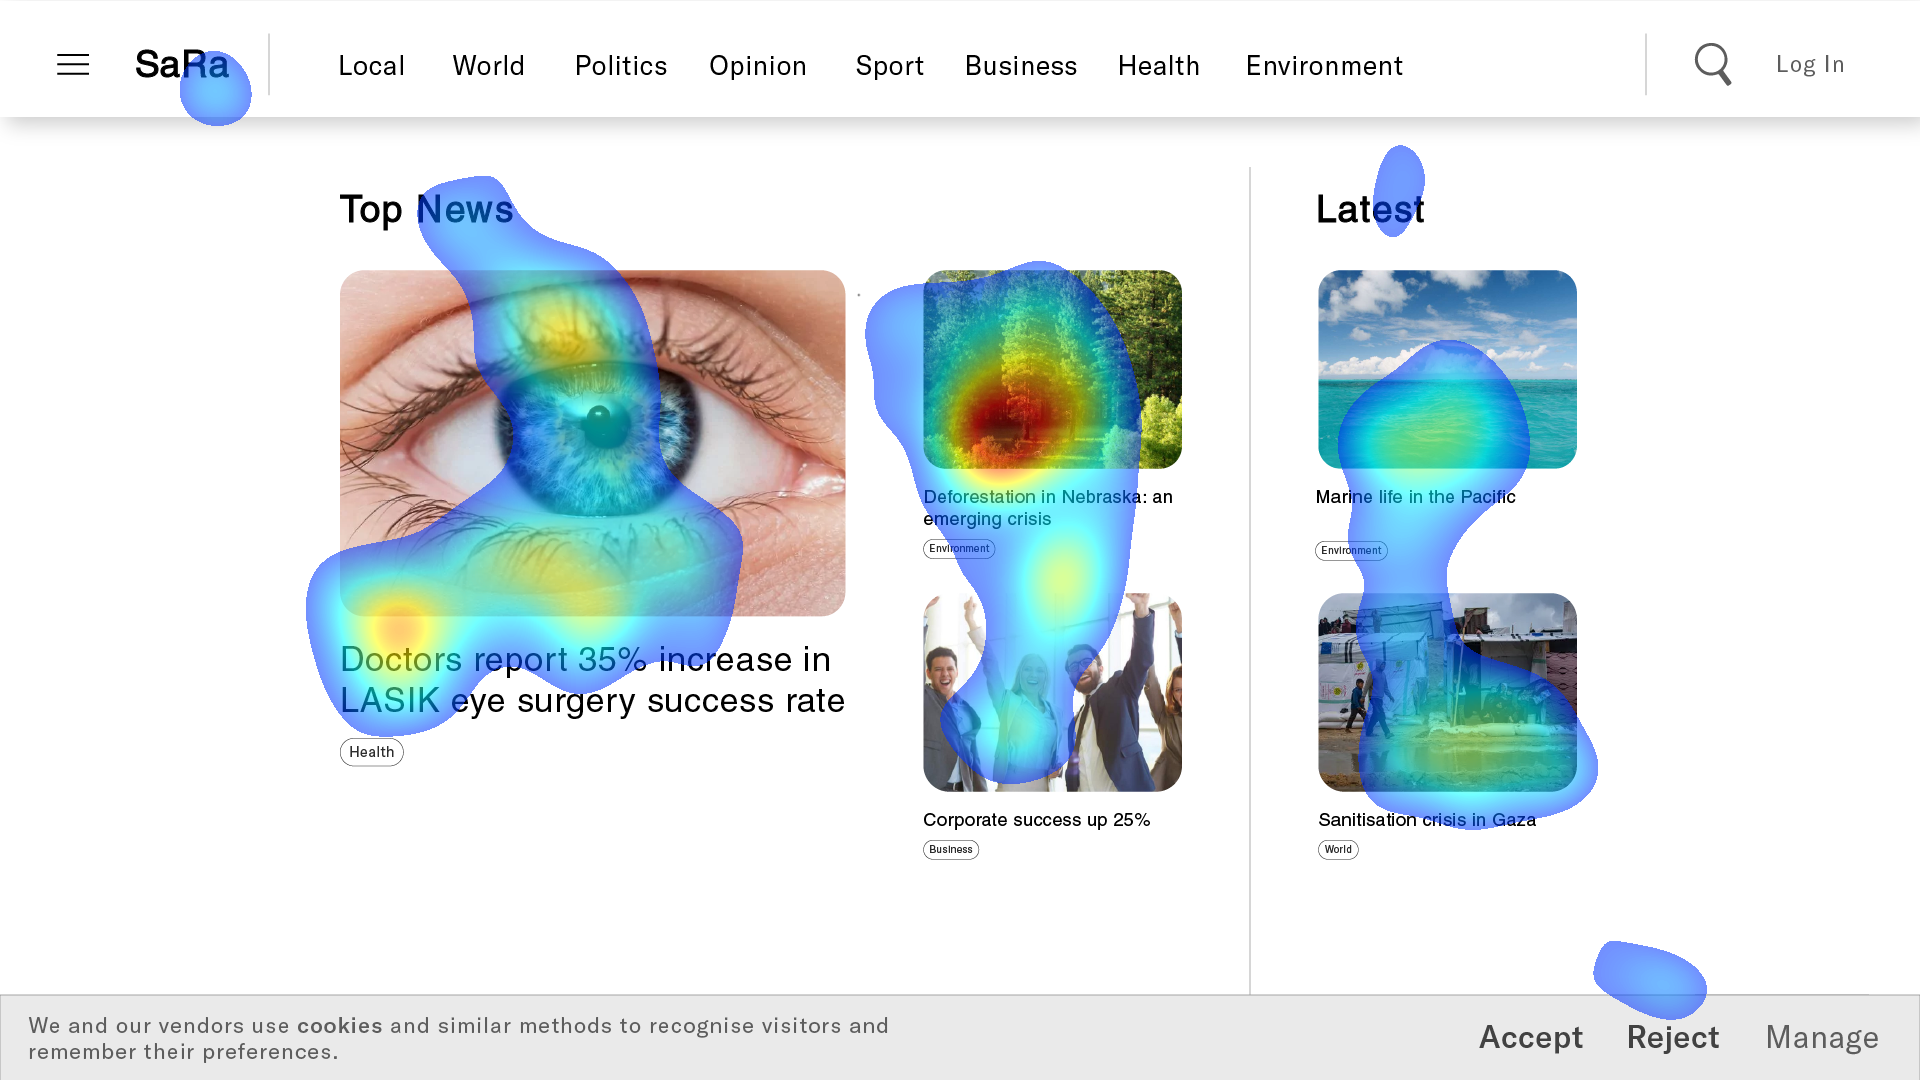 SaRa
Local World Politics Opinion Sport Business Health Environment
Log In
Top News
Doctors report 35% increase in
LASIK eye surgery success rate
Health
Deforestation in Nebraska: an
emerging crisis
Environment
Corporate success up 25%
Business
Latest
Marine life in the Pacific
Environment
Sanitisation crisis in Gaza
World
We and our vendors use cookies and similar methods to recognise visitors and
remember their preferences.
Accept Reject Manage